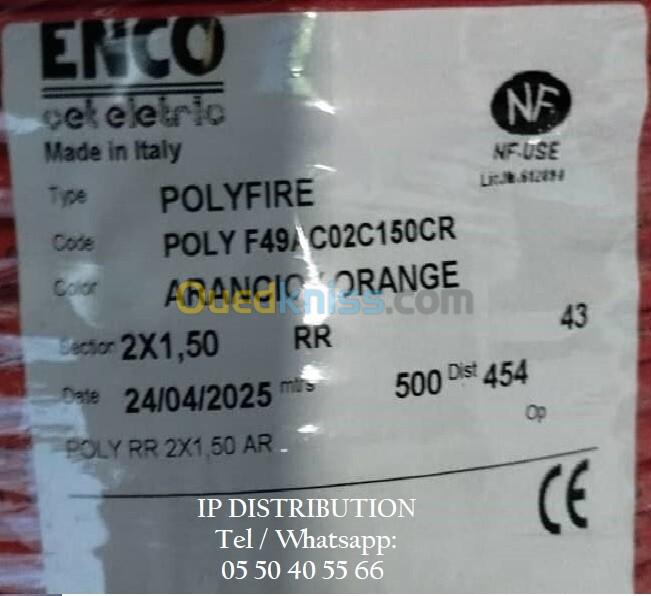 ENCO
cet eletric
Made in Italy
NF
NF-USE
Type POLYFIRE
Code POLY F49AC02C150CR
Color ARANCIO / ORANGE
Ouedkniss.com
Section 2X1,50 RR 43
Date 24/04/2025 mtrs 500 Dist 454
Op
POLY RR 2X1,50 AR
CE
IP DISTRIBUTION
Tel / Whatsapp:
05 50 40 55 66